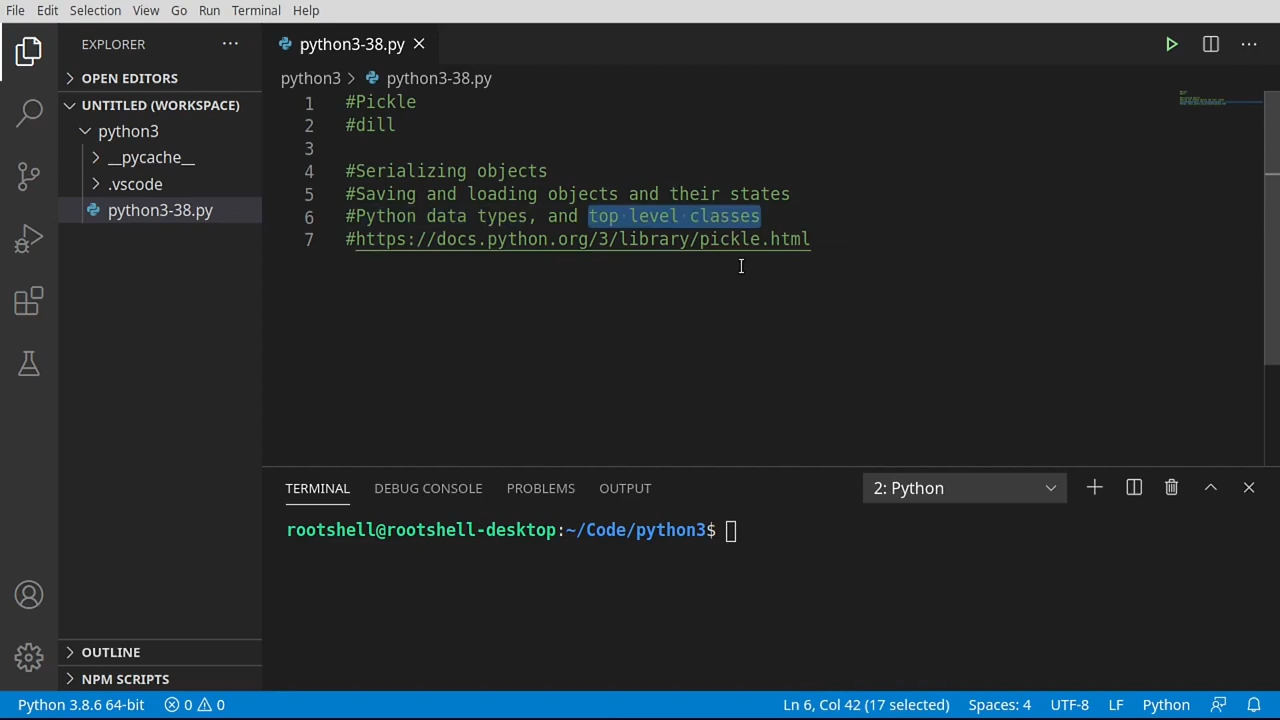 File Edit Selection View Go Run Terminal Help
EXPLORER ···
OPEN EDITORS
UNTITLED (WORKSPACE)
python3
__pycache__
.vscode
python3-38.py
OUTLINE
NPM SCRIPTS
python3-38.py
python3 > python3-38.py
1 #Pickle
2 #dill
3
4 #Serializing objects
5 #Saving and loading objects and their states
6 #Python data types, and top level classes
7 #https://docs.python.org/3/library/pickle.html
TERMINAL DEBUG CONSOLE PROBLEMS OUTPUT 2: Python
rootshell@rootshell-desktop:~/Code/python3$
Python 3.8.6 64-bit 0 0 Ln 6, Col 42 (17 selected) Spaces: 4 UTF-8 LF Python